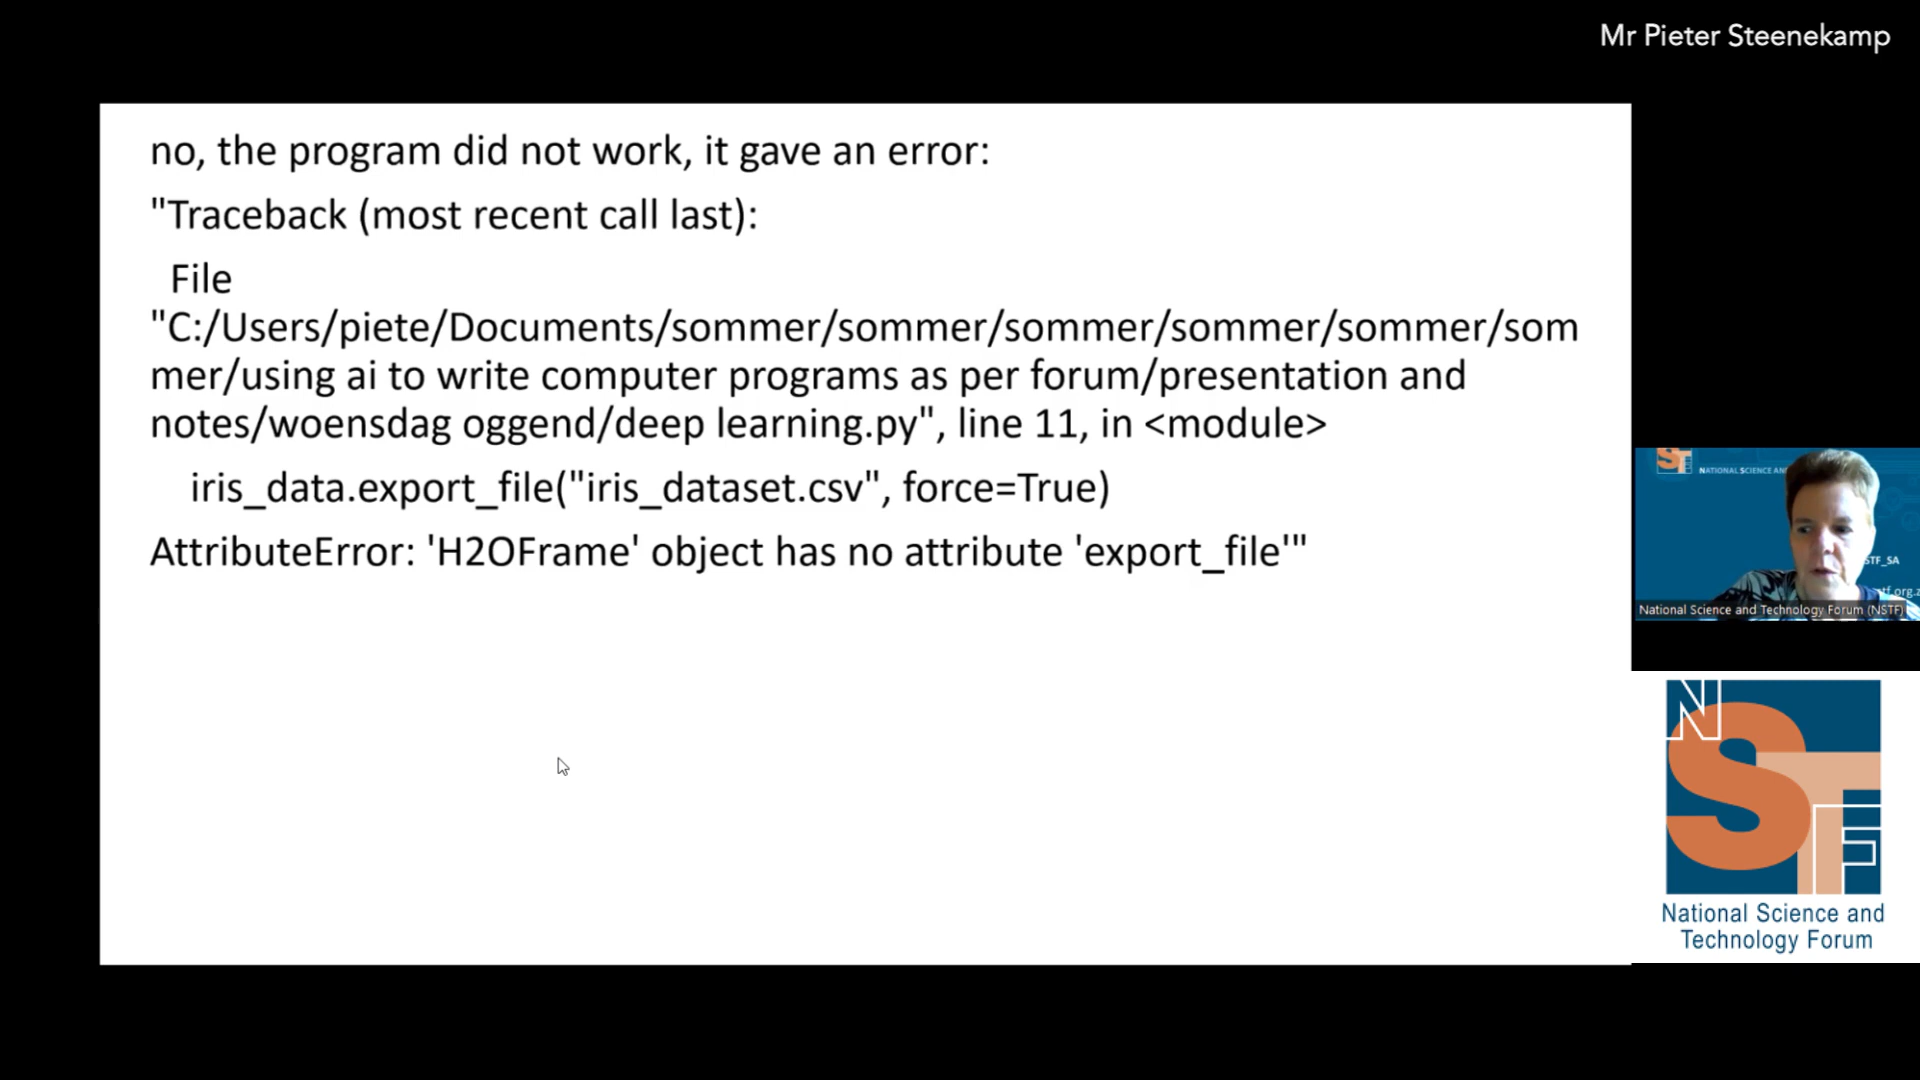 Mr Pieter Steenekamp
no, the program did not work, it gave an error:
"Traceback (most recent call last):
File
"C:/Users/piete/Documents/sommer/sommer/sommer/sommer/sommer/som
mer/using ai to write computer programs as per forum/presentation and
notes/woensdag oggend/deep learning.py", line 11, in <module>
iris_data.export_file("iris_dataset.csv", force=True)
AttributeError: 'H2OFrame' object has no attribute 'export_file'"
NATIONAL SCIENCE AN
STF_SA
tf.org.z
National Science and Technology Forum (NSTF)
NSTF
National Science and
Technology Forum